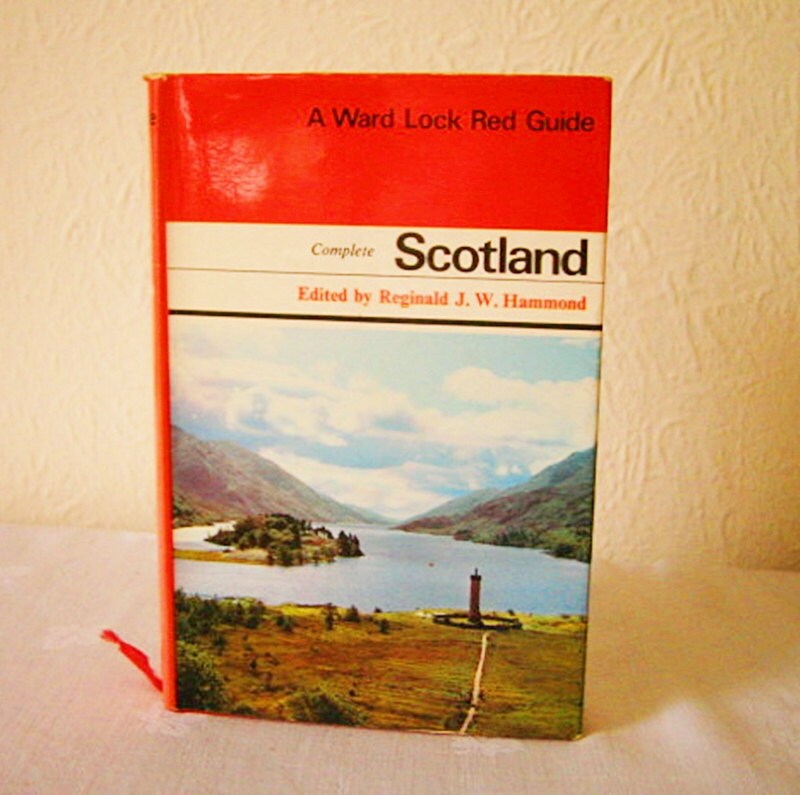 A Ward Lock Red Guide
Complete Scotland
Edited by Reginald J. W. Hammond